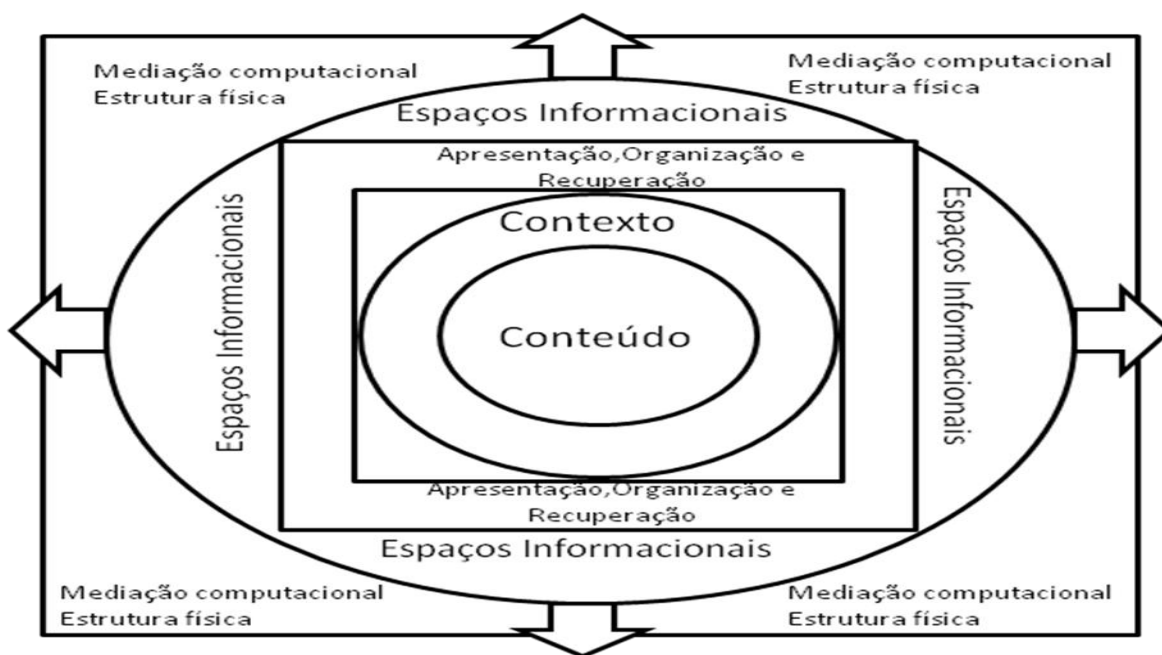 Mediação computacional
Estrutura física
Mediação computacional
Estrutura física
Espaços Informacionais
Apresentação,Organização e
Recuperação
Espaços Informacionais
Contexto
Conteúdo
Espaços Informacionais
Apresentação,Organização e
Recuperação
Espaços Informacionais
Mediação computacional
Estrutura física
Mediação computacional
Estrutura física